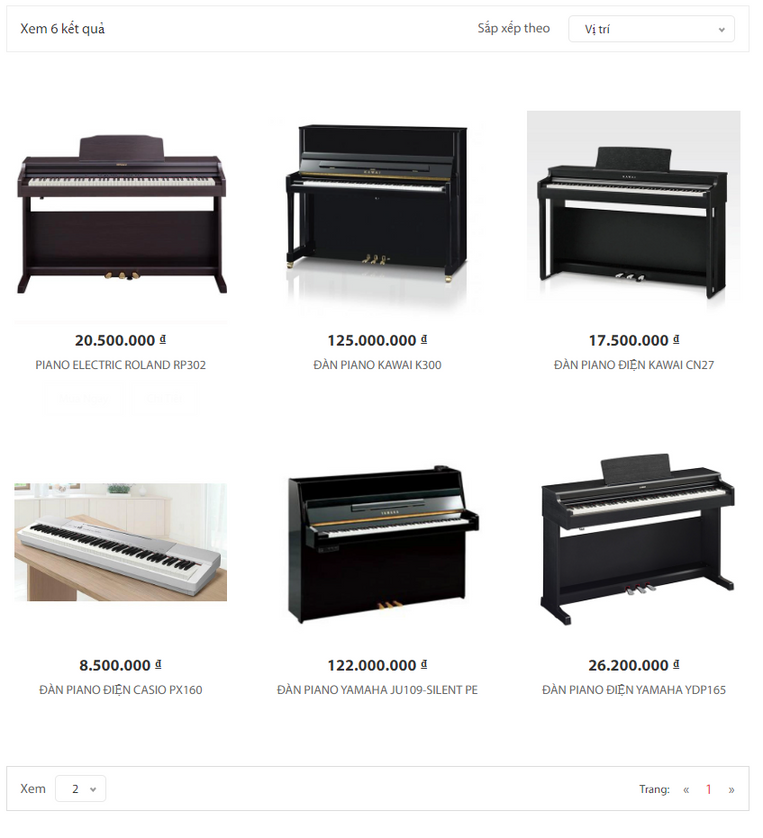 Xem 6 kết quả
Sắp xếp theo
Vị trí
KAWAI
KAWAI
20.500.000 ₫
125.000.000 ₫
17.500.000 ₫
PIANO ELECTRIC ROLAND RP302
ĐÀN PIANO KAWAI K300
ĐÀN PIANO ĐIỆN KAWAI CN27
YAMAHA
8.500.000 ₫
122.000.000 ₫
26.200.000 ₫
ĐÀN PIANO ĐIỆN CASIO PX160
ĐÀN PIANO YAMAHA JU109-SILENT PE
ĐÀN PIANO ĐIỆN YAMAHA YDP165
Xem
2
Trang: « 1 »